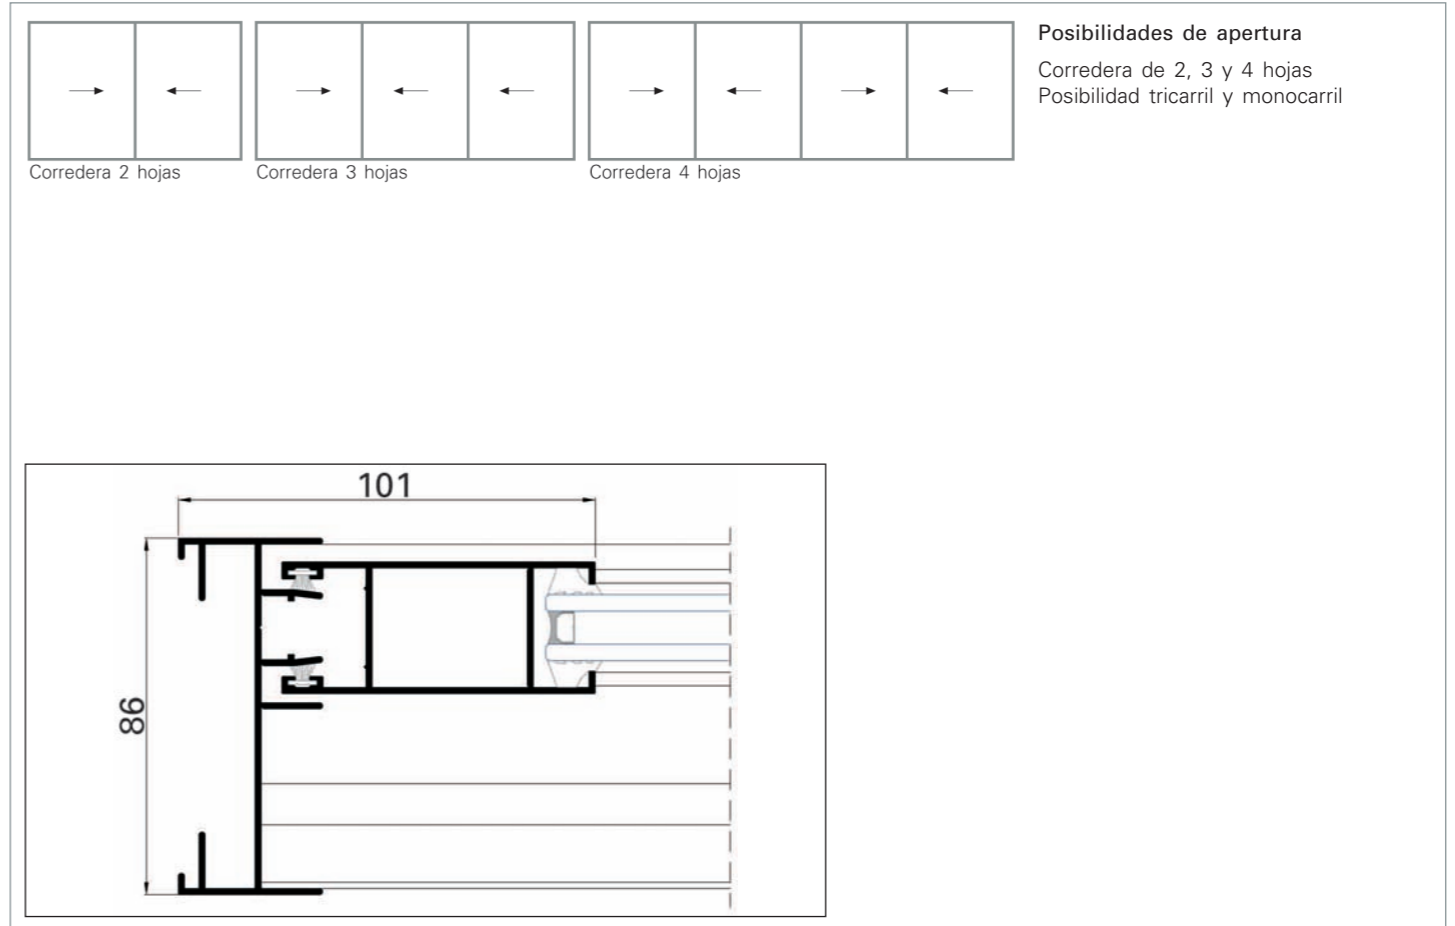 Posibilidades de apertura
Corredera de 2, 3 y 4 hojas
Posibilidad tricarril y monocarril
Corredera 2 hojas
Corredera 3 hojas
Corredera 4 hojas
101
86